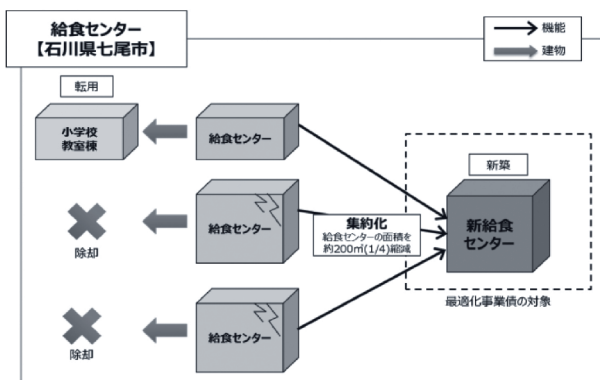 給食センター
【石川県七尾市】
機能
建物
転用
小学校
教室棟
給食センター
新築
除却
給食センター
集約化
給食センターの面積を
約200㎡(1/4)縮減
新給食
センター
最適化事業債の対象
除却
給食センター